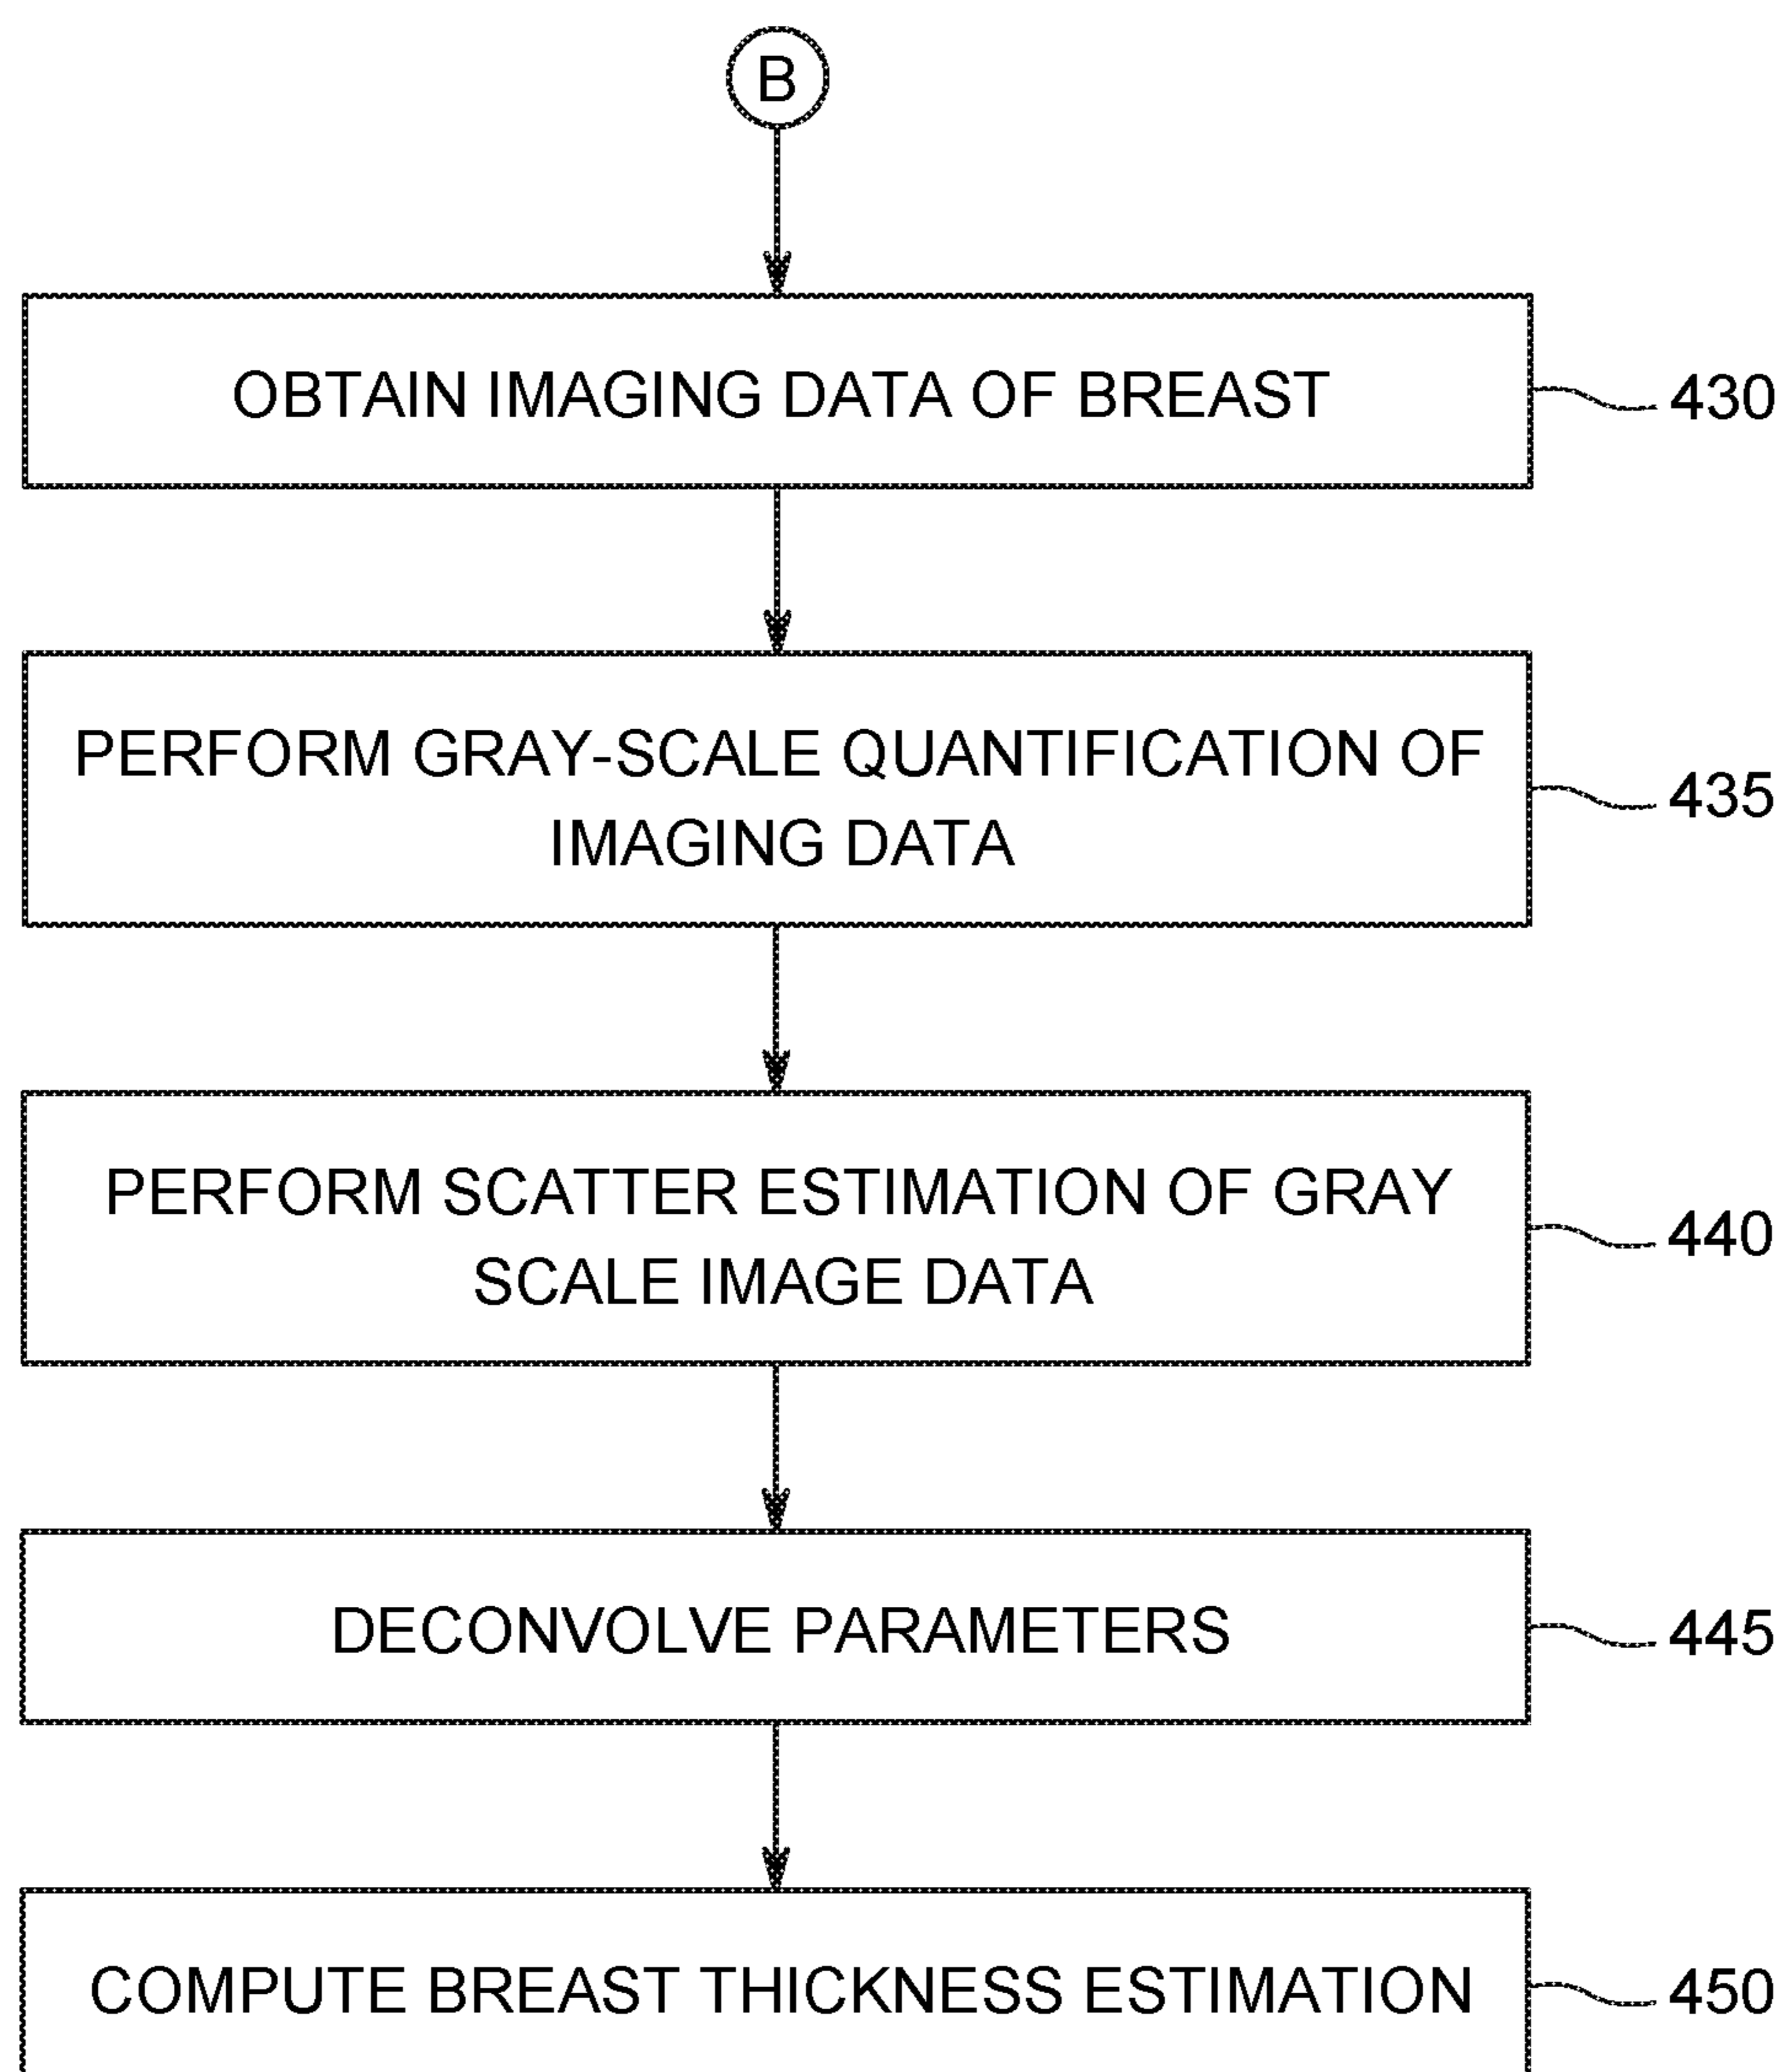 B
OBTAIN IMAGING DATA OF BREAST
430
PERFORM GRAY-SCALE QUANTIFICATION OF
IMAGING DATA
435
PERFORM SCATTER ESTIMATION OF GRAY
SCALE IMAGE DATA
440
DECONVOLVE PARAMETERS
445
COMPUTE BREAST THICKNESS ESTIMATION
450